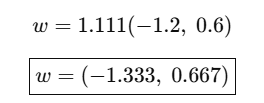 w = 1.111(−1.2, 0.6)
w = (−1.333, 0.667)